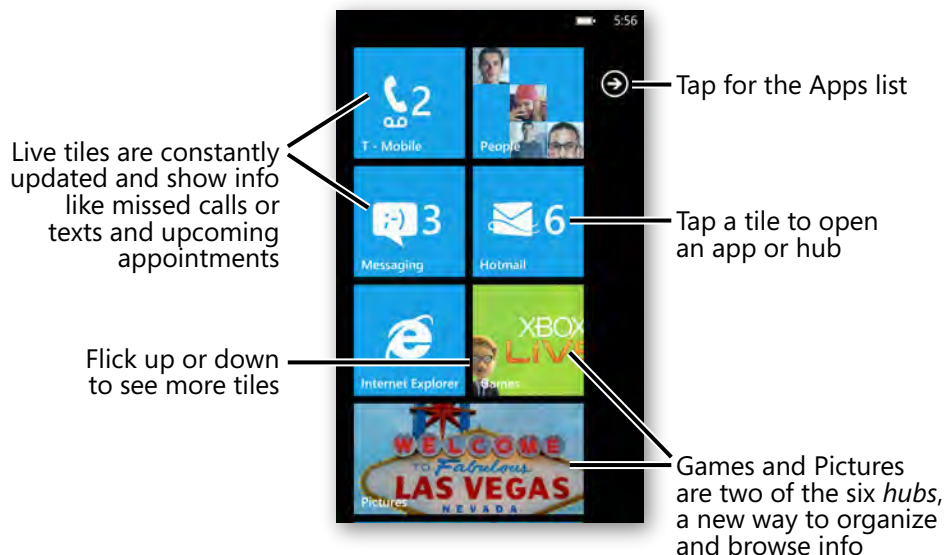 5:56
2
T - Mobile
People
Tap for the Apps list
Live tiles are constantly
updated and show info
like missed calls or
texts and upcoming
appointments
;-) 3
Messaging
6
Hotmail
Tap a tile to open
an app or hub
Flick up or down
to see more tiles
Internet Explorer
XBOX
LIVE
Games
WELCOME
TO Fabulous
LAS VEGAS
NEVADA
Pictures
Games and Pictures
are two of the six hubs,
a new way to organize
and browse info